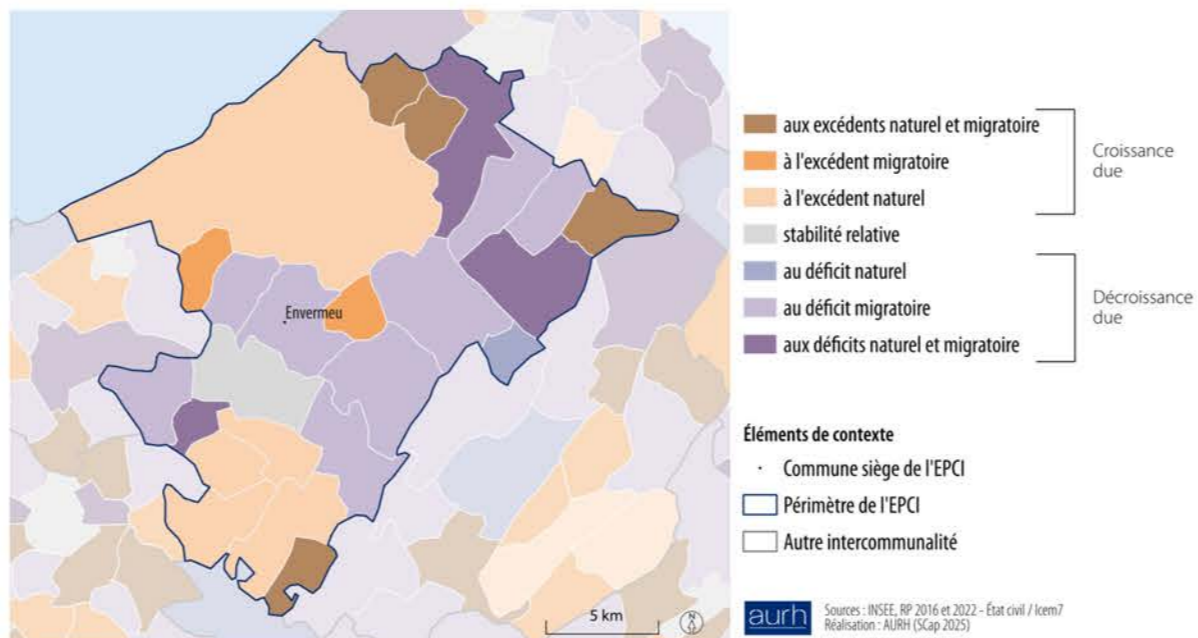 aux excédents naturel et migratoire
à l'excédent migratoire
à l'excédent naturel
Croissance
due
stabilité relative
au déficit naturel
au déficit migratoire
aux déficits naturel et migratoire
Décroissance
due
Envermeu
Éléments de contexte
Commune siège de l'EPCI
Périmètre de l'EPCI
Autre intercommunalité
5 km
N
aurh
Sources : INSEE, RP 2016 et 2022 - État civil / Icem7
Réalisation : AURH (SCap 2025)